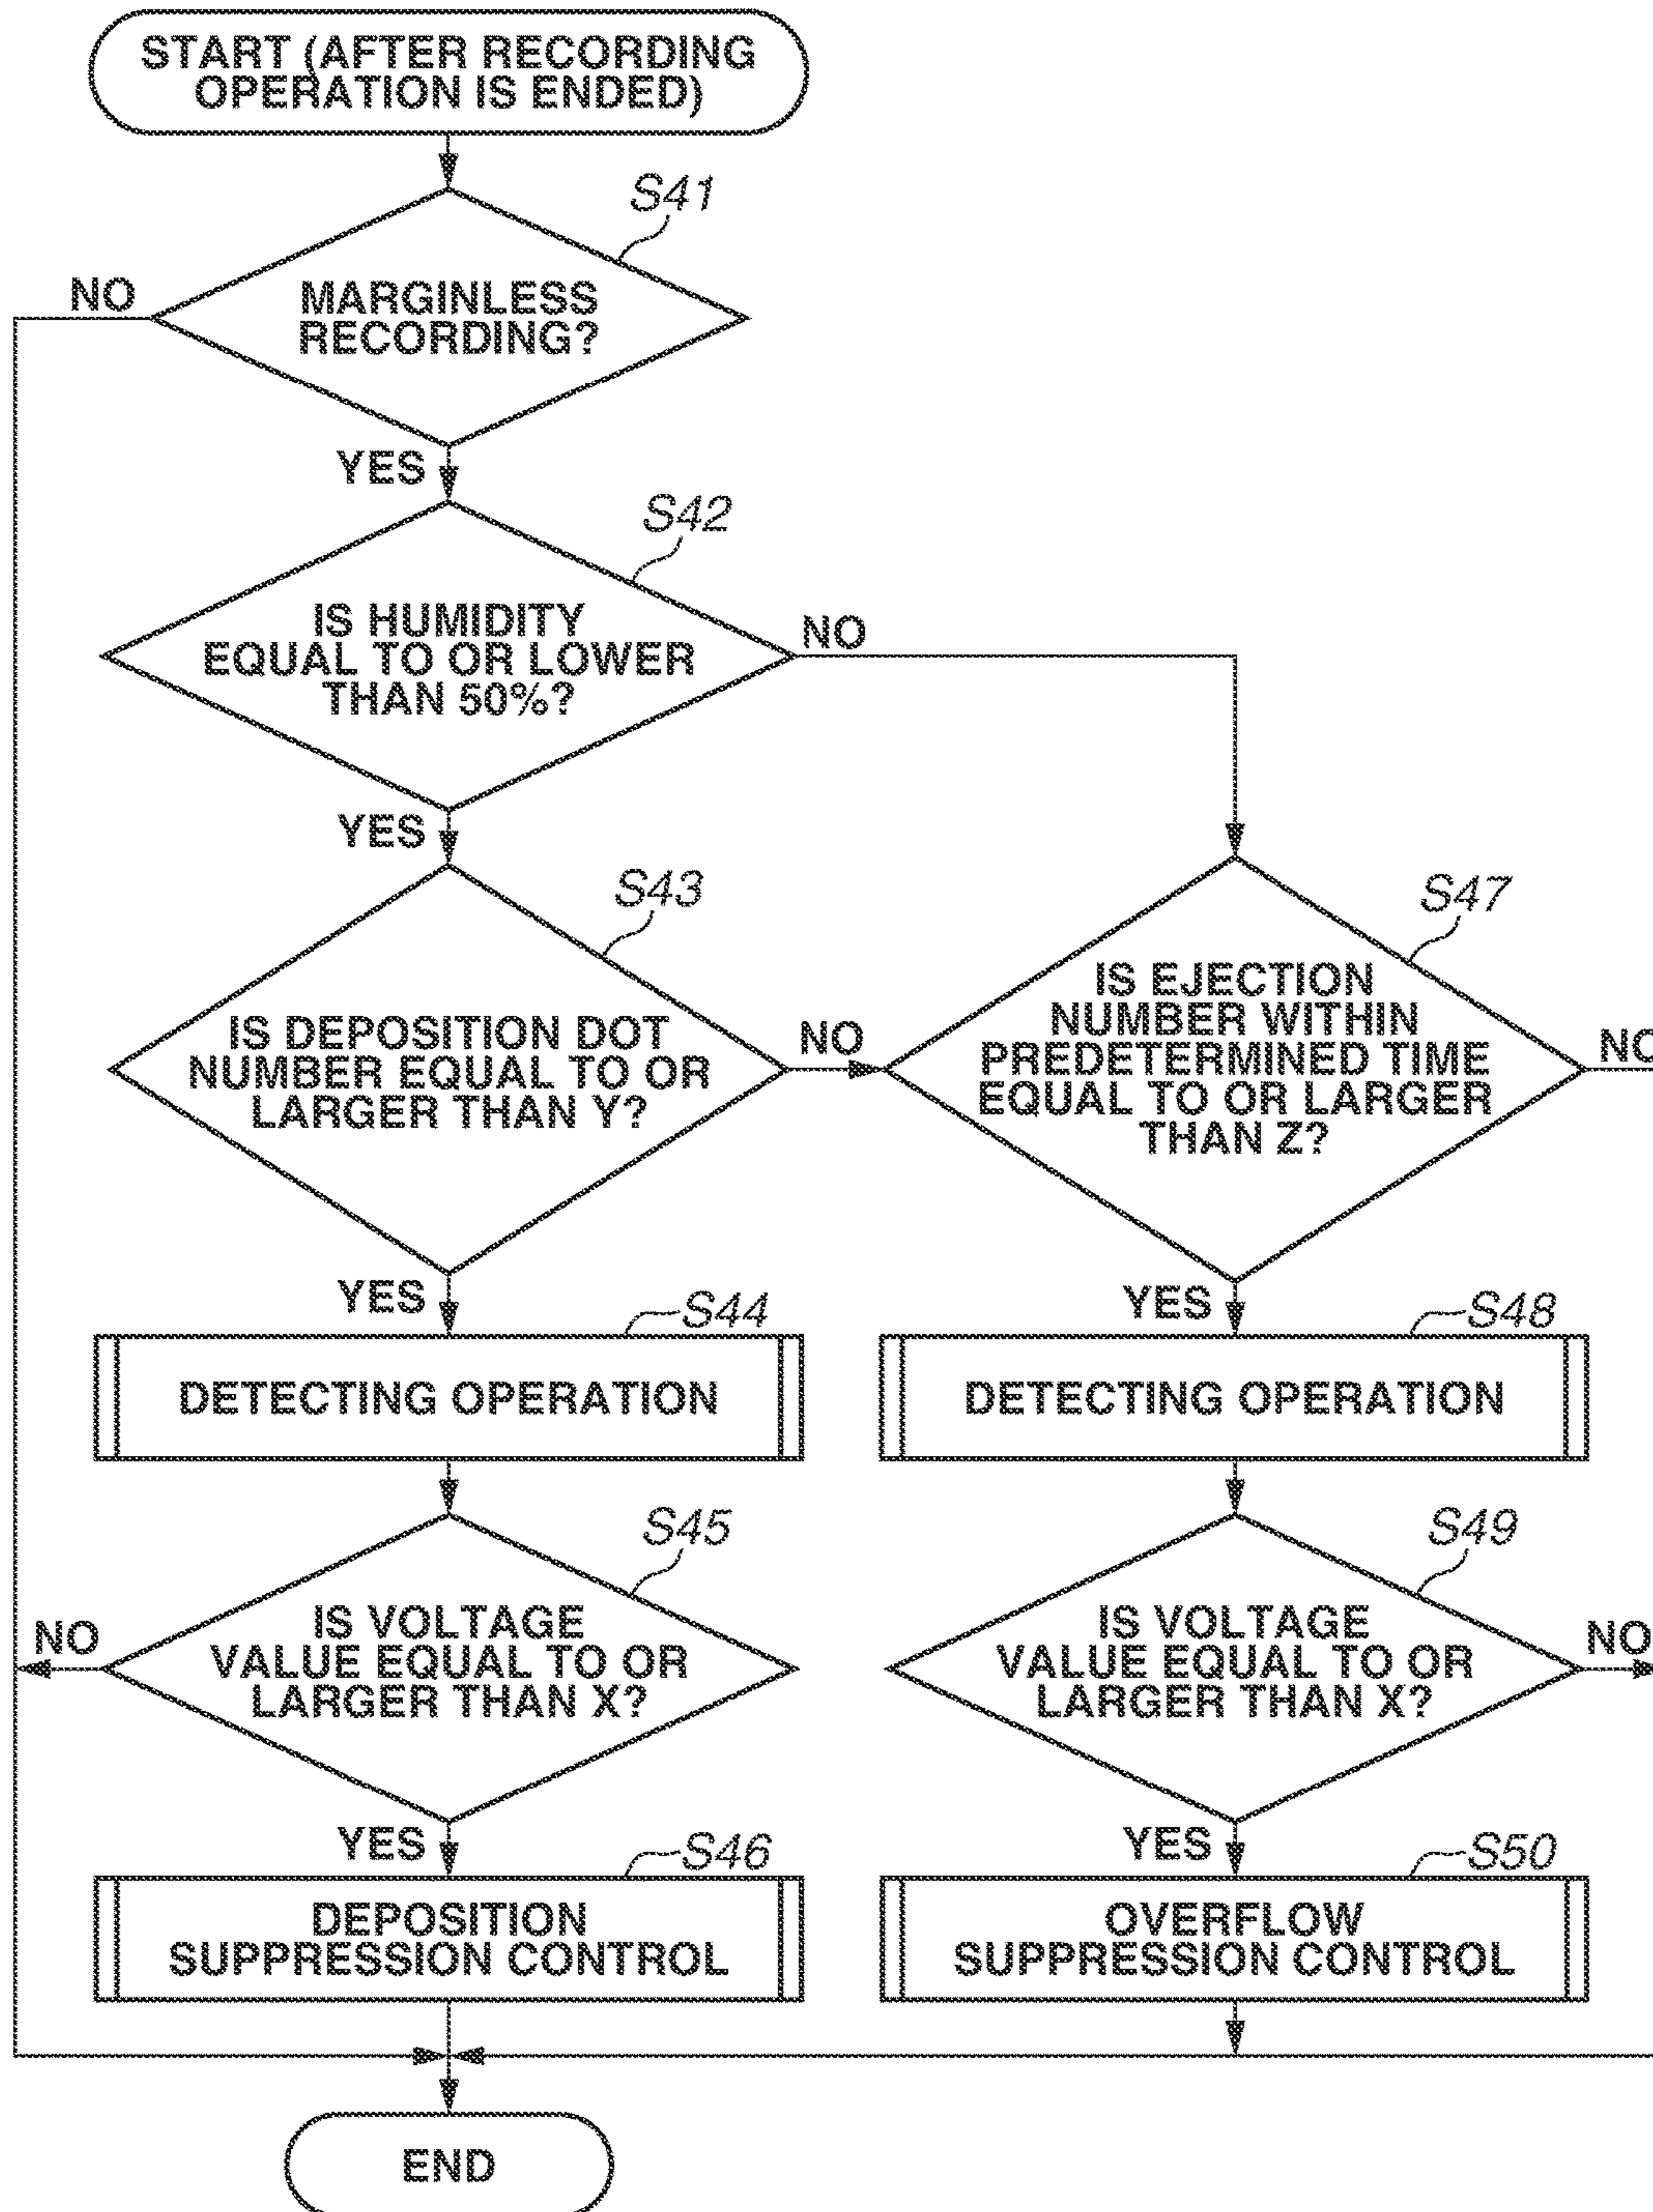 START (AFTER RECORDING
OPERATION IS ENDED)
S41
NO
MARGINLESS
RECORDING?
YES
S42
IS HUMIDITY
EQUAL TO OR LOWER
THAN 50%?
NO
YES
S43
IS DEPOSITION DOT
NUMBER EQUAL TO OR
LARGER THAN Y?
NO
S47
IS EJECTION
NUMBER WITHIN
PREDETERMINED TIME
EQUAL TO OR LARGER
THAN Z?
NO
YES
S44
DETECTING OPERATION
YES
S48
DETECTING OPERATION
S45
NO
IS VOLTAGE
VALUE EQUAL TO OR
LARGER THAN X?
S49
IS VOLTAGE
VALUE EQUAL TO OR
LARGER THAN X?
NO
YES
S46
DEPOSITION
SUPPRESSION CONTROL
YES
S50
OVERFLOW
SUPPRESSION CONTROL
END